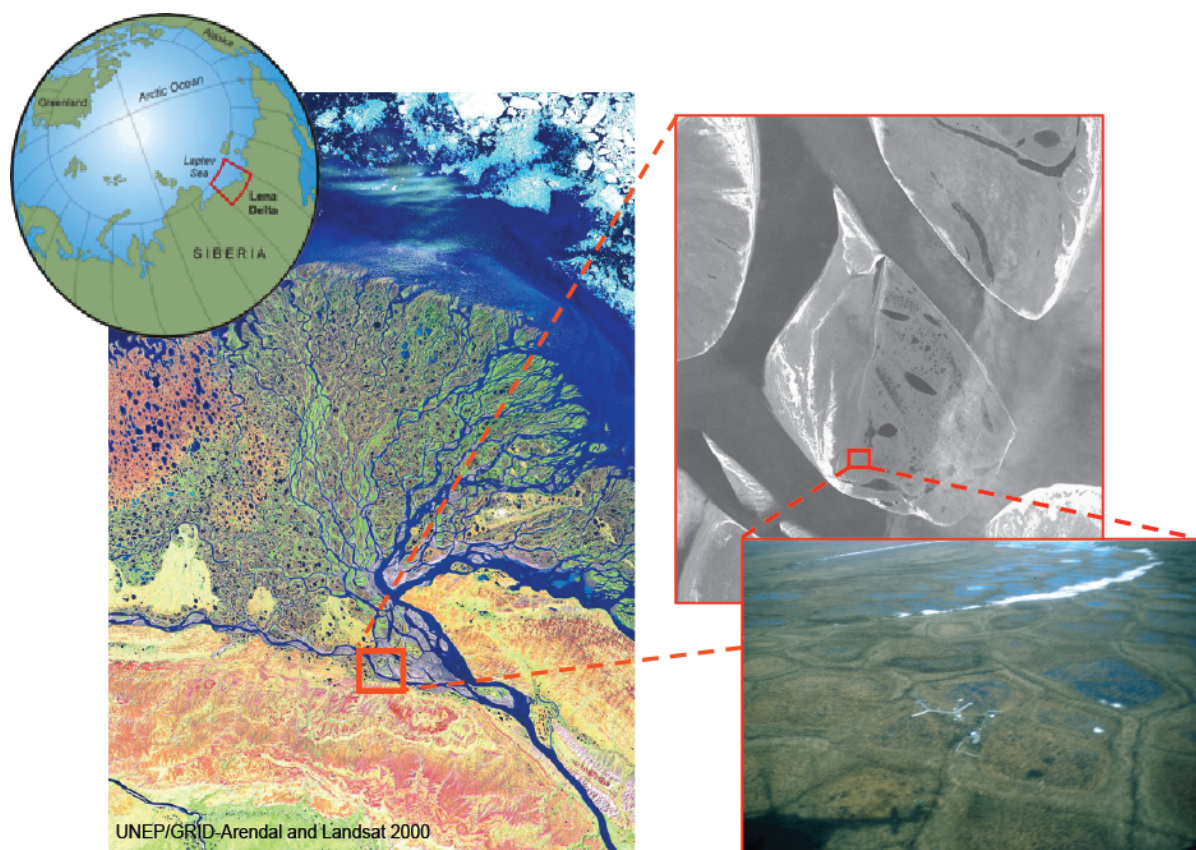 Alaska
Greenland
Arctic Ocean
Laptev
Sea
Lena
Delta
SIBERIA
UNEP/GRID-Arendal and Landsat 2000